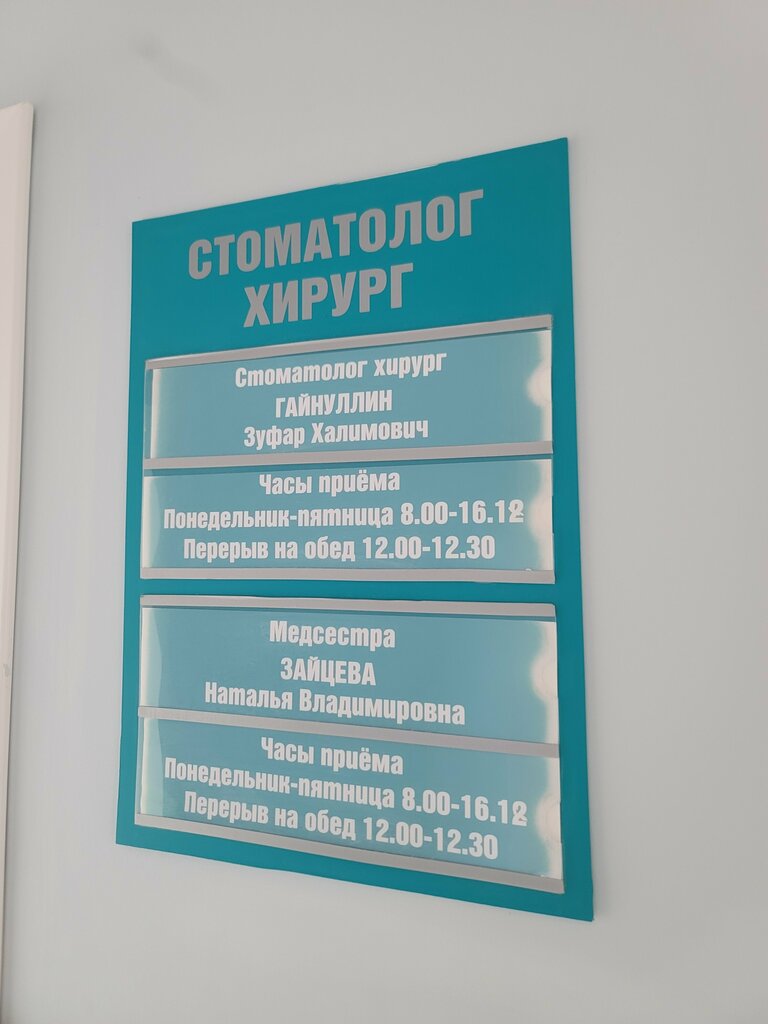 СТОМАТОЛОГ
ХИРУРГ
Стоматолог хирург
ГАЙНУЛЛИН
Зуфар Халимович
Часы приёма
Понедельник-пятница 8.00-16.12
Перерыв на обед 12.00-12.30
Медсестра
ЗАЙЦЕВА
Наталья Владимировна
Часы приёма
Понедельник-пятница 8.00-16.12
Перерыв на обед 12.00-12.30